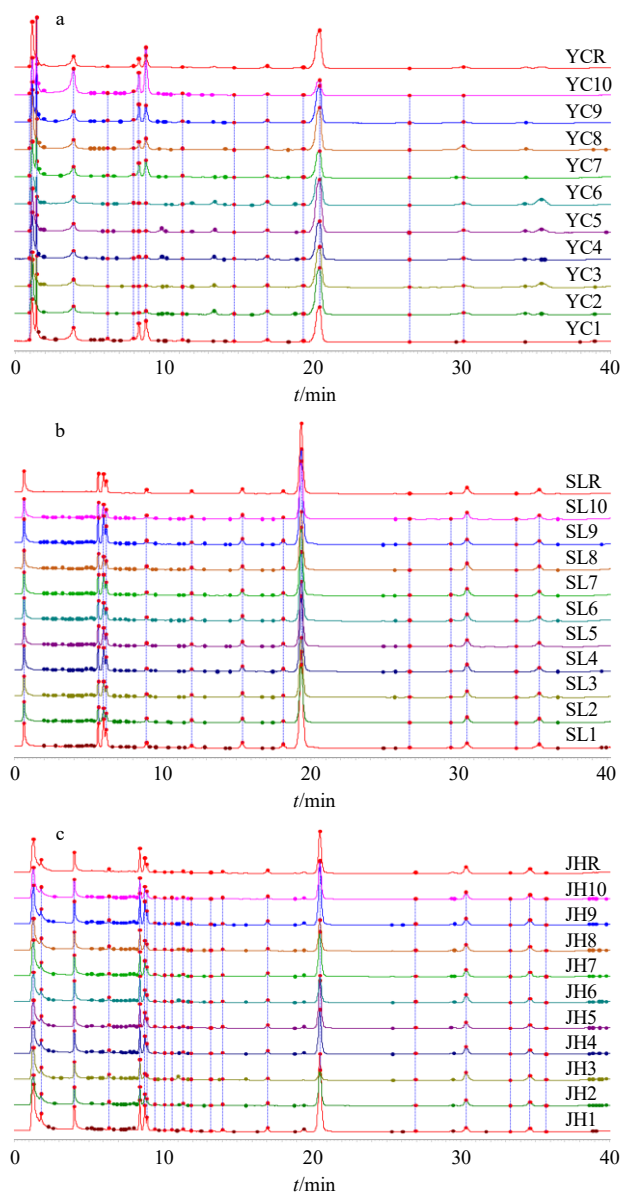 a
YCR
YC10
YC9
YC8
YC7
YC6
YC5
YC4
YC3
YC2
YC1
0 10 20 30 40
t/min
b
SLR
SL10
SL9
SL8
SL7
SL6
SL5
SL4
SL3
SL2
SL1
0 10 20 30 40
t/min
c
JHR
JH10
JH9
JH8
JH7
JH6
JH5
JH4
JH3
JH2
JH1
0 10 20 30 40
t/min